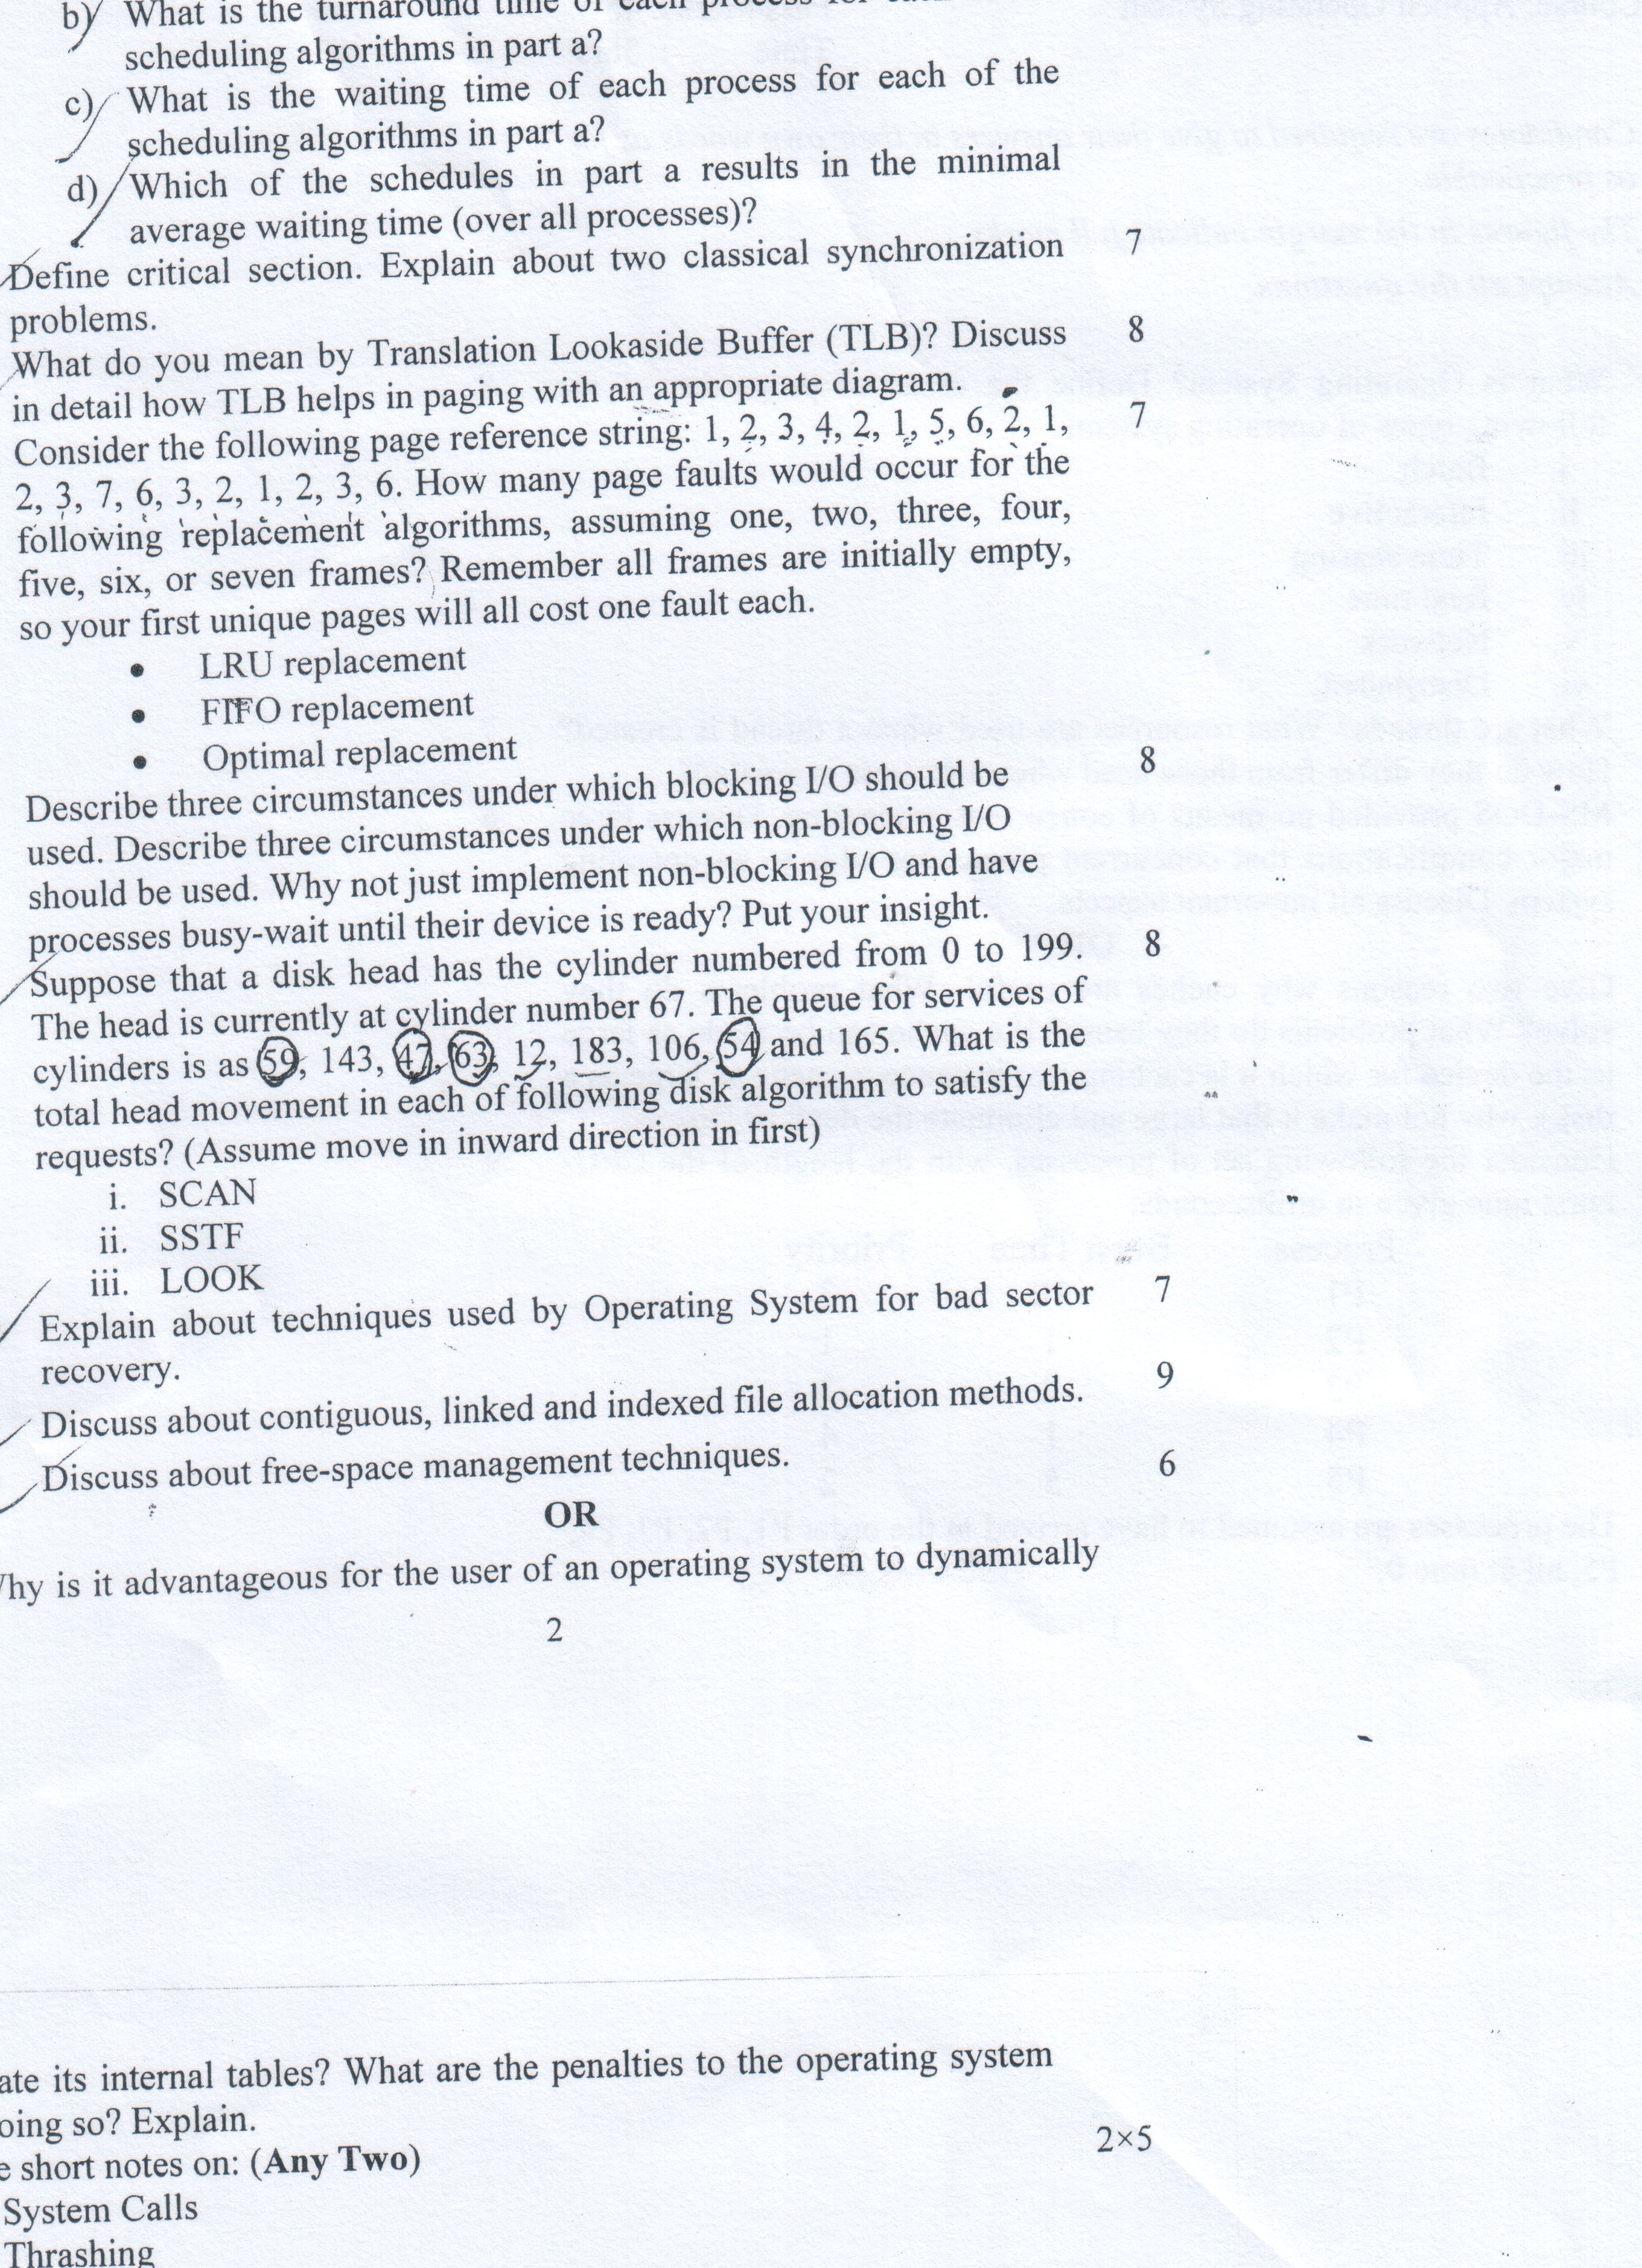 b) What is the turnaround time of each process for
scheduling algorithms in part a?
c) What is the waiting time of each process for each of the
scheduling algorithms in part a?
d) Which of the schedules in part a results in the minimal
average waiting time (over all processes)?
Define critical section. Explain about two classical synchronization 7
problems.
What do you mean by Translation Lookaside Buffer (TLB)? Discuss 8
in detail how TLB helps in paging with an appropriate diagram.
Consider the following page reference string: 1, 2, 3, 4, 2, 1, 5, 6, 2, 1, 7
2, 3, 7, 6, 3, 2, 1, 2, 3, 6. How many page faults would occur for the
following replacement algorithms, assuming one, two, three, four,
five, six, or seven frames? Remember all frames are initially empty,
so your first unique pages will all cost one fault each.
• LRU replacement
• FIFO replacement
• Optimal replacement
Describe three circumstances under which blocking I/O should be 8
used. Describe three circumstances under which non-blocking I/O
should be used. Why not just implement non-blocking I/O and have
processes busy-wait until their device is ready? Put your insight.
Suppose that a disk head has the cylinder numbered from 0 to 199. 8
The head is currently at cylinder number 67. The queue for services of
cylinders is as 59, 143, 47, 63, 12, 183, 106, 54 and 165. What is the
total head movement in each of following disk algorithm to satisfy the
requests? (Assume move in inward direction in first)
i. SCAN
ii. SSTF
iii. LOOK
Explain about techniques used by Operating System for bad sector 7
recovery.
Discuss about contiguous, linked and indexed file allocation methods. 9
Discuss about free-space management techniques. 6
OR
Why is it advantageous for the user of an operating system to dynamically
2
ate its internal tables? What are the penalties to the operating system
oing so? Explain.
e short notes on: (Any Two) 2×5
System Calls
Thrashing